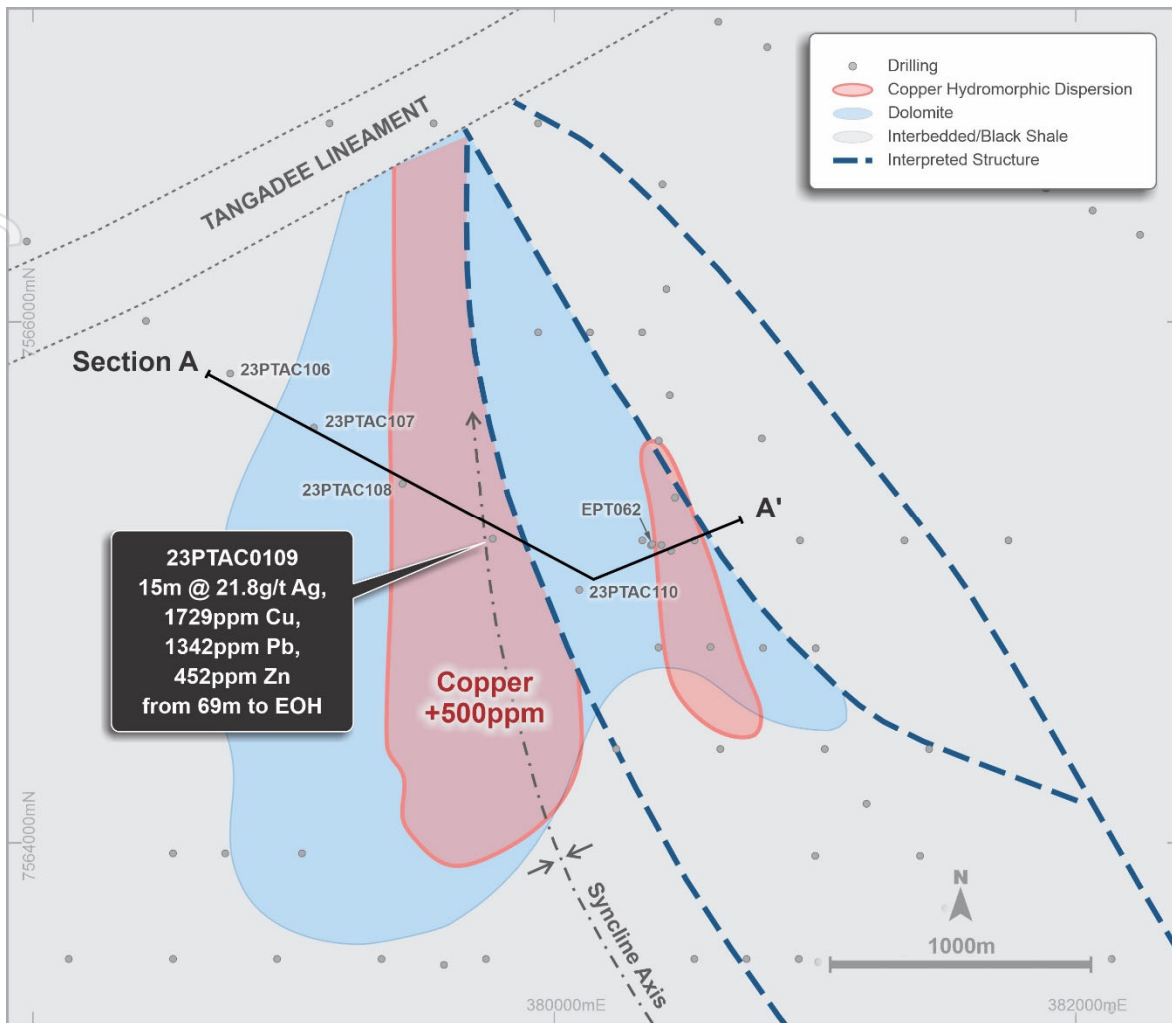 Drilling
Copper Hydromorphic Dispersion
Dolomite
Interbedded/Black Shale
Interpreted Structure
TANGADEE LINEAMENT
7566000mN
Section A
23PTAC106
23PTAC107
23PTAC108
EPT062
A'
23PTAC110
23PTAC0109
15m @ 21.8g/t Ag,
1729ppm Cu,
1342ppm Pb,
452ppm Zn
from 69m to EOH
Copper
+500ppm
7564000mN
Syncline Axis
N
1000m
380000mE
382000mE